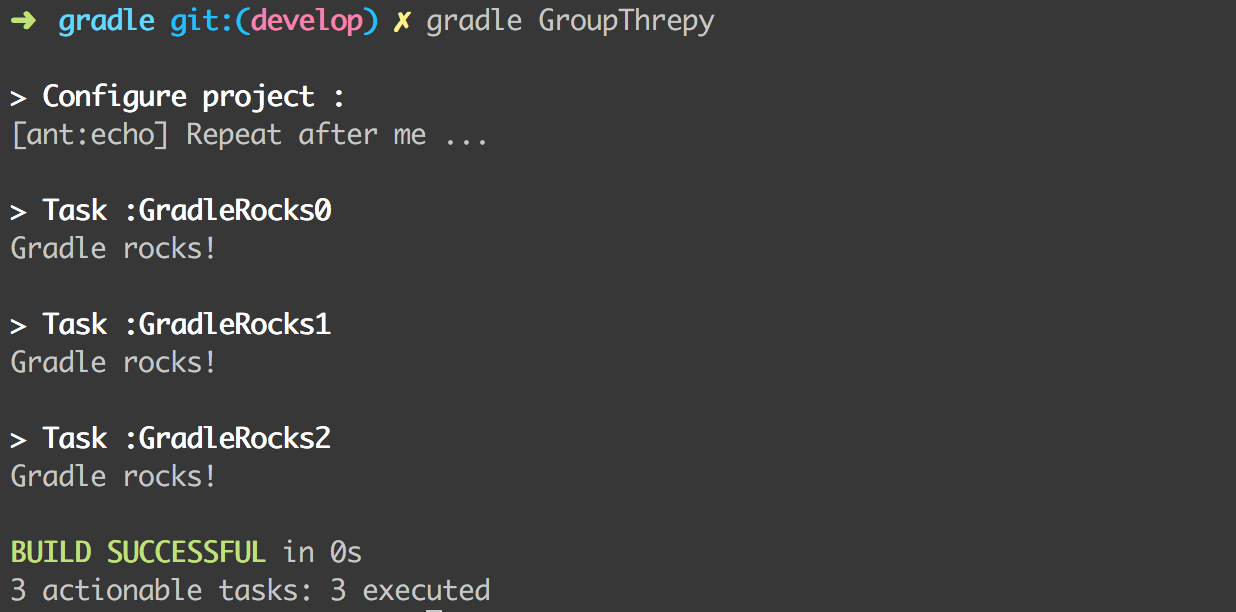 ➜ gradle git:(develop) ✗ gradle GroupThrepy
> Configure project :
[ant:echo] Repeat after me ...
> Task :GradleRocks0
Gradle rocks!
> Task :GradleRocks1
Gradle rocks!
> Task :GradleRocks2
Gradle rocks!
BUILD SUCCESSFUL in 0s
3 actionable tasks: 3 executed